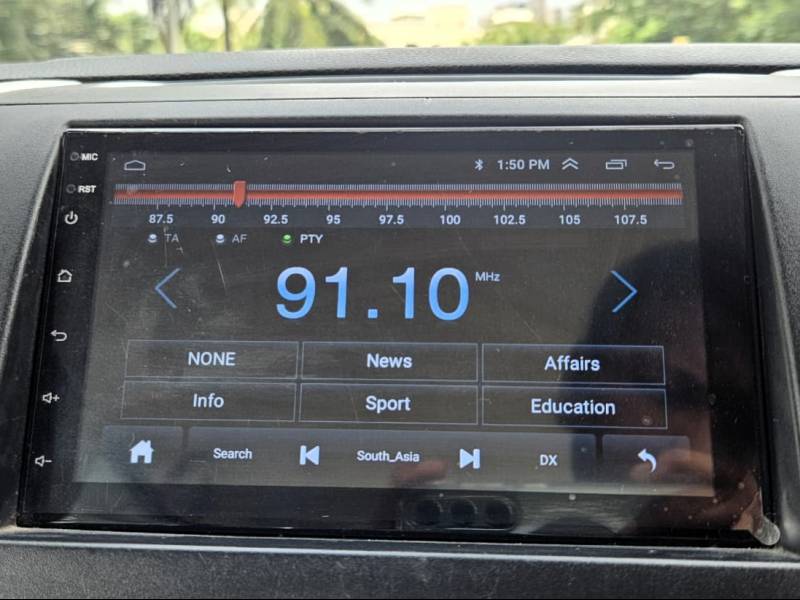 MIC
1:50 PM
RST
87.5 90 92.5 95 97.5 100 102.5 105 107.5
TA AF PTY
91.10 MHz
NONE News Affairs
Info Sport Education
Search South_Asia DX